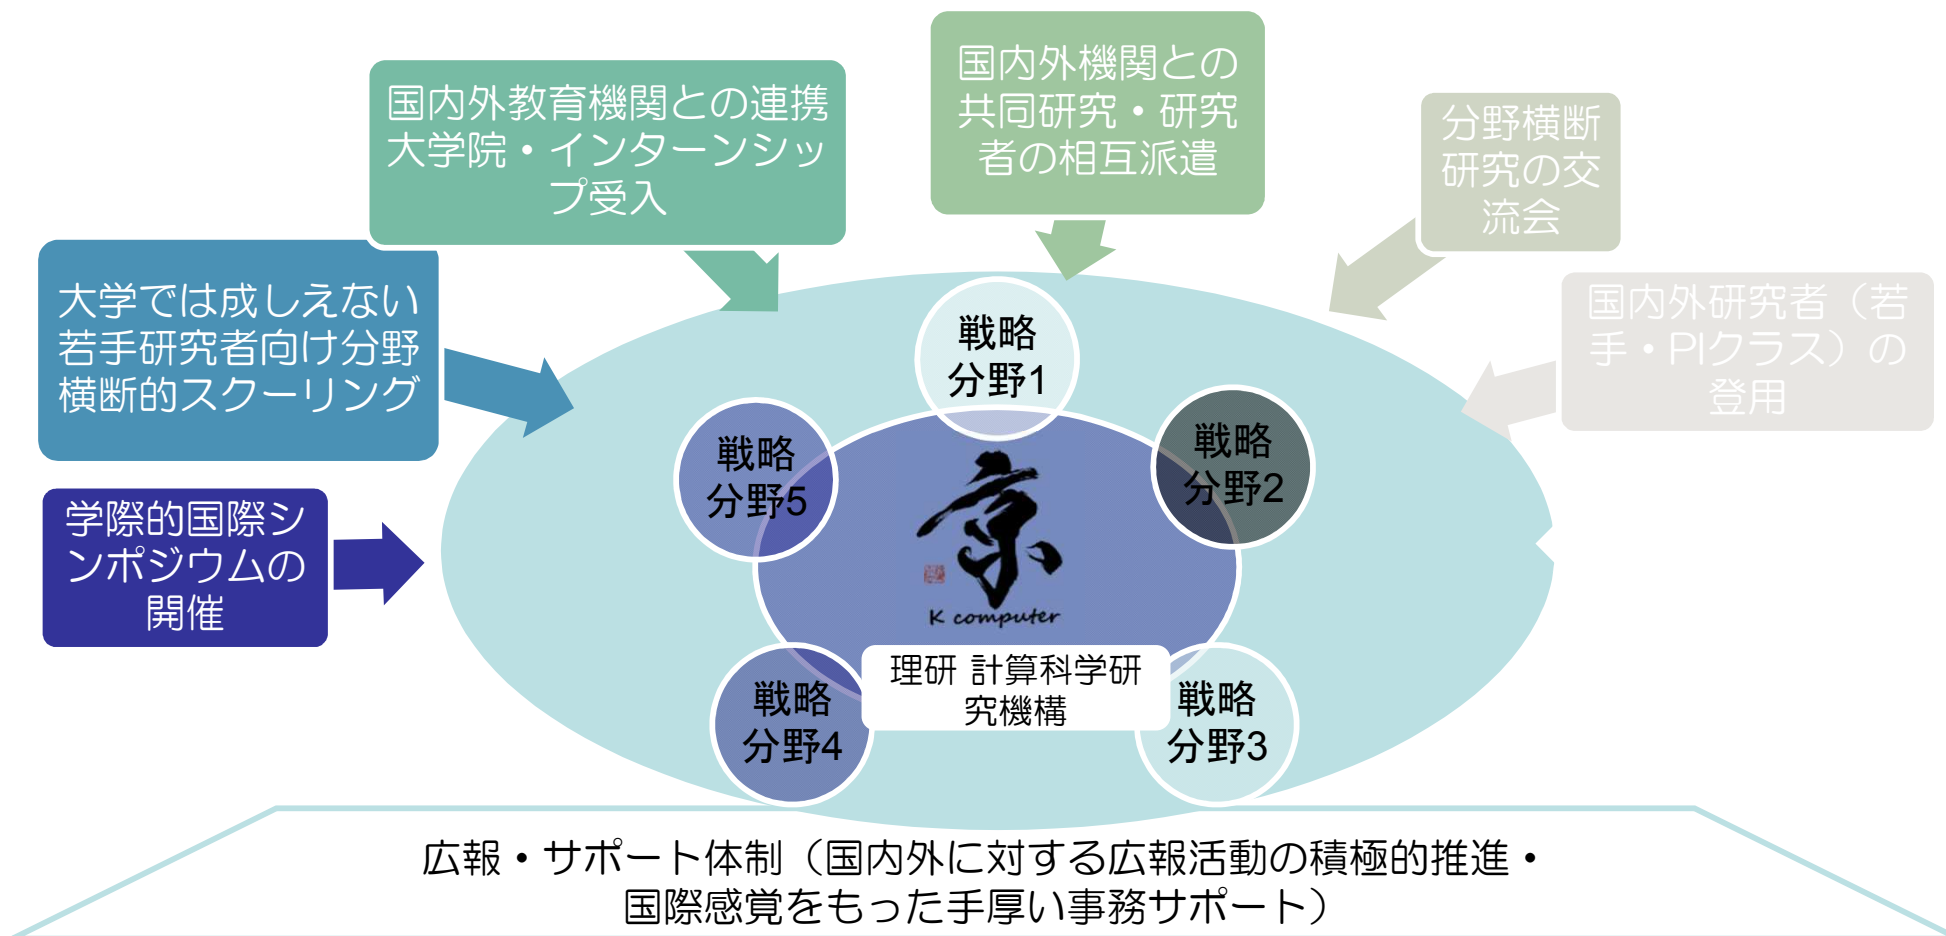 国内外機関との
共同研究・研究
者の相互派遣
国内外教育機関との連携
大学院・インターンシッ
プ受入
分野横断
研究の交
流会
大学では成しえない
若手研究者向け分野
横断的スクーリング
国内外研究者（若
手・PIクラス）の
登用
学際的国際シ
ンポジウムの
開催
戦略
分野1
戦略
分野2
戦略
分野5
京
K computer
理研 計算科学研
究機構
戦略
分野4
戦略
分野3
広報・サポート体制（国内外に対する広報活動の積極的推進・
国際感覚をもった手厚い事務サポート）